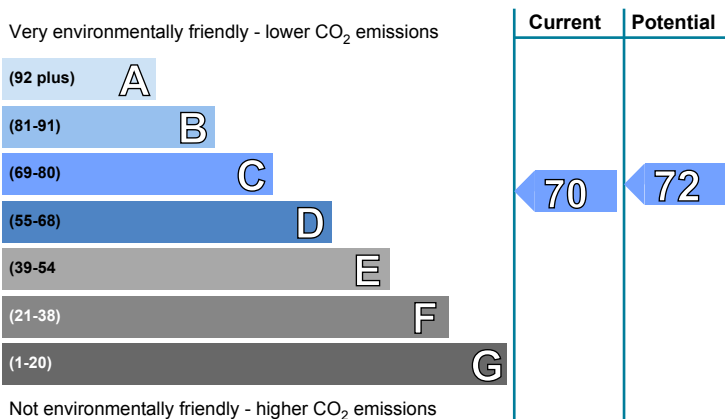 Current Potential
Very environmentally friendly - lower CO2 emissions
(92 plus) A
(81-91) B
(69-80) C
70 72
(55-68) D
(39-54 E
(21-38) F
(1-20) G
Not environmentally friendly - higher CO2 emissions